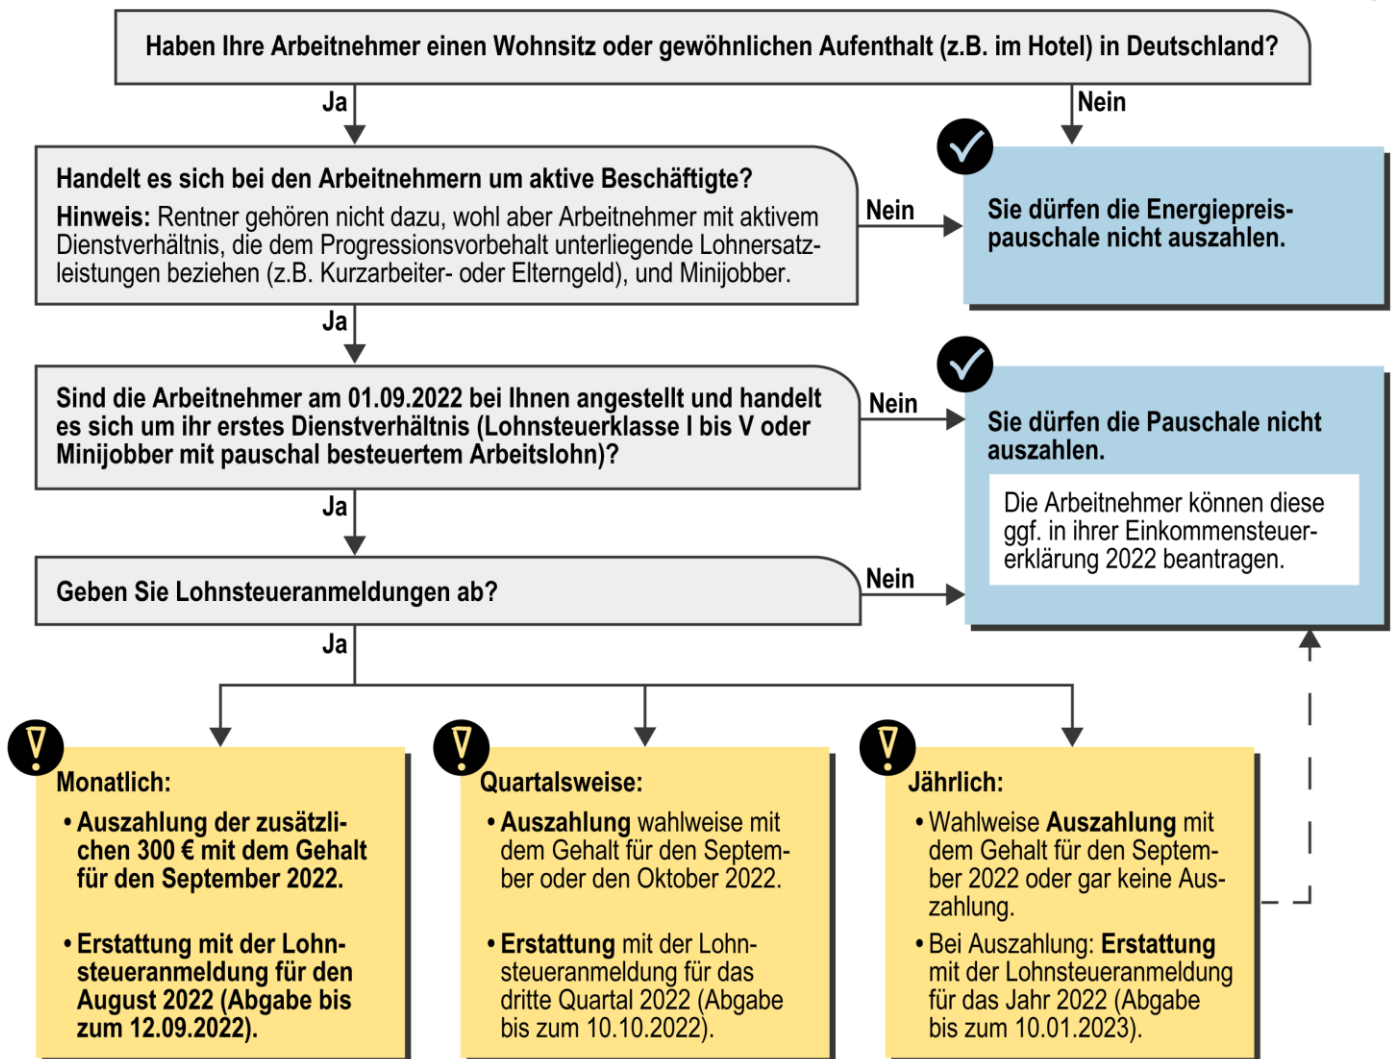 Haben Ihre Arbeitnehmer einen Wohnsitz oder gewöhnlichen Aufenthalt (z.B. im Hotel) in Deutschland?
Ja
Nein
Handelt es sich bei den Arbeitnehmern um aktive Beschäftigte?
Hinweis: Rentner gehören nicht dazu, wohl aber Arbeitnehmer mit aktivem
Dienstverhältnis, die dem Progressionsvorbehalt unterliegende Lohnersatz-
leistungen beziehen (z.B. Kurzarbeiter- oder Elterngeld), und Minijobber.
Nein
Sie dürfen die Energiepreis-
pauschale nicht auszahlen.
Ja
Sind die Arbeitnehmer am 01.09.2022 bei Ihnen angestellt und handelt
es sich um ihr erstes Dienstverhältnis (Lohnsteuerklasse I bis V oder
Minijobber mit pauschal besteuertem Arbeitslohn)?
Nein
Sie dürfen die Pauschale nicht
auszahlen.
Die Arbeitnehmer können diese
ggf. in ihrer Einkommensteuer-
erklärung 2022 beantragen.
Ja
Geben Sie Lohnsteueranmeldungen ab?
Nein
Ja
Monatlich:
• Auszahlung der zusätzli-
chen 300 € mit dem Gehalt
für den September 2022.
• Erstattung mit der Lohn-
steueranmeldung für den
August 2022 (Abgabe bis
zum 12.09.2022).
Quartalsweise:
• Auszahlung wahlweise mit
dem Gehalt für den Septem-
ber oder den Oktober 2022.
• Erstattung mit der Lohn-
steueranmeldung für das
dritte Quartal 2022 (Abgabe
bis zum 10.10.2022).
Jährlich:
• Wahlweise Auszahlung mit
dem Gehalt für den Septem-
ber 2022 oder gar keine Aus-
zahlung.
• Bei Auszahlung: Erstattung
mit der Lohnsteueranmeldung
für das Jahr 2022 (Abgabe
bis zum 10.01.2023).